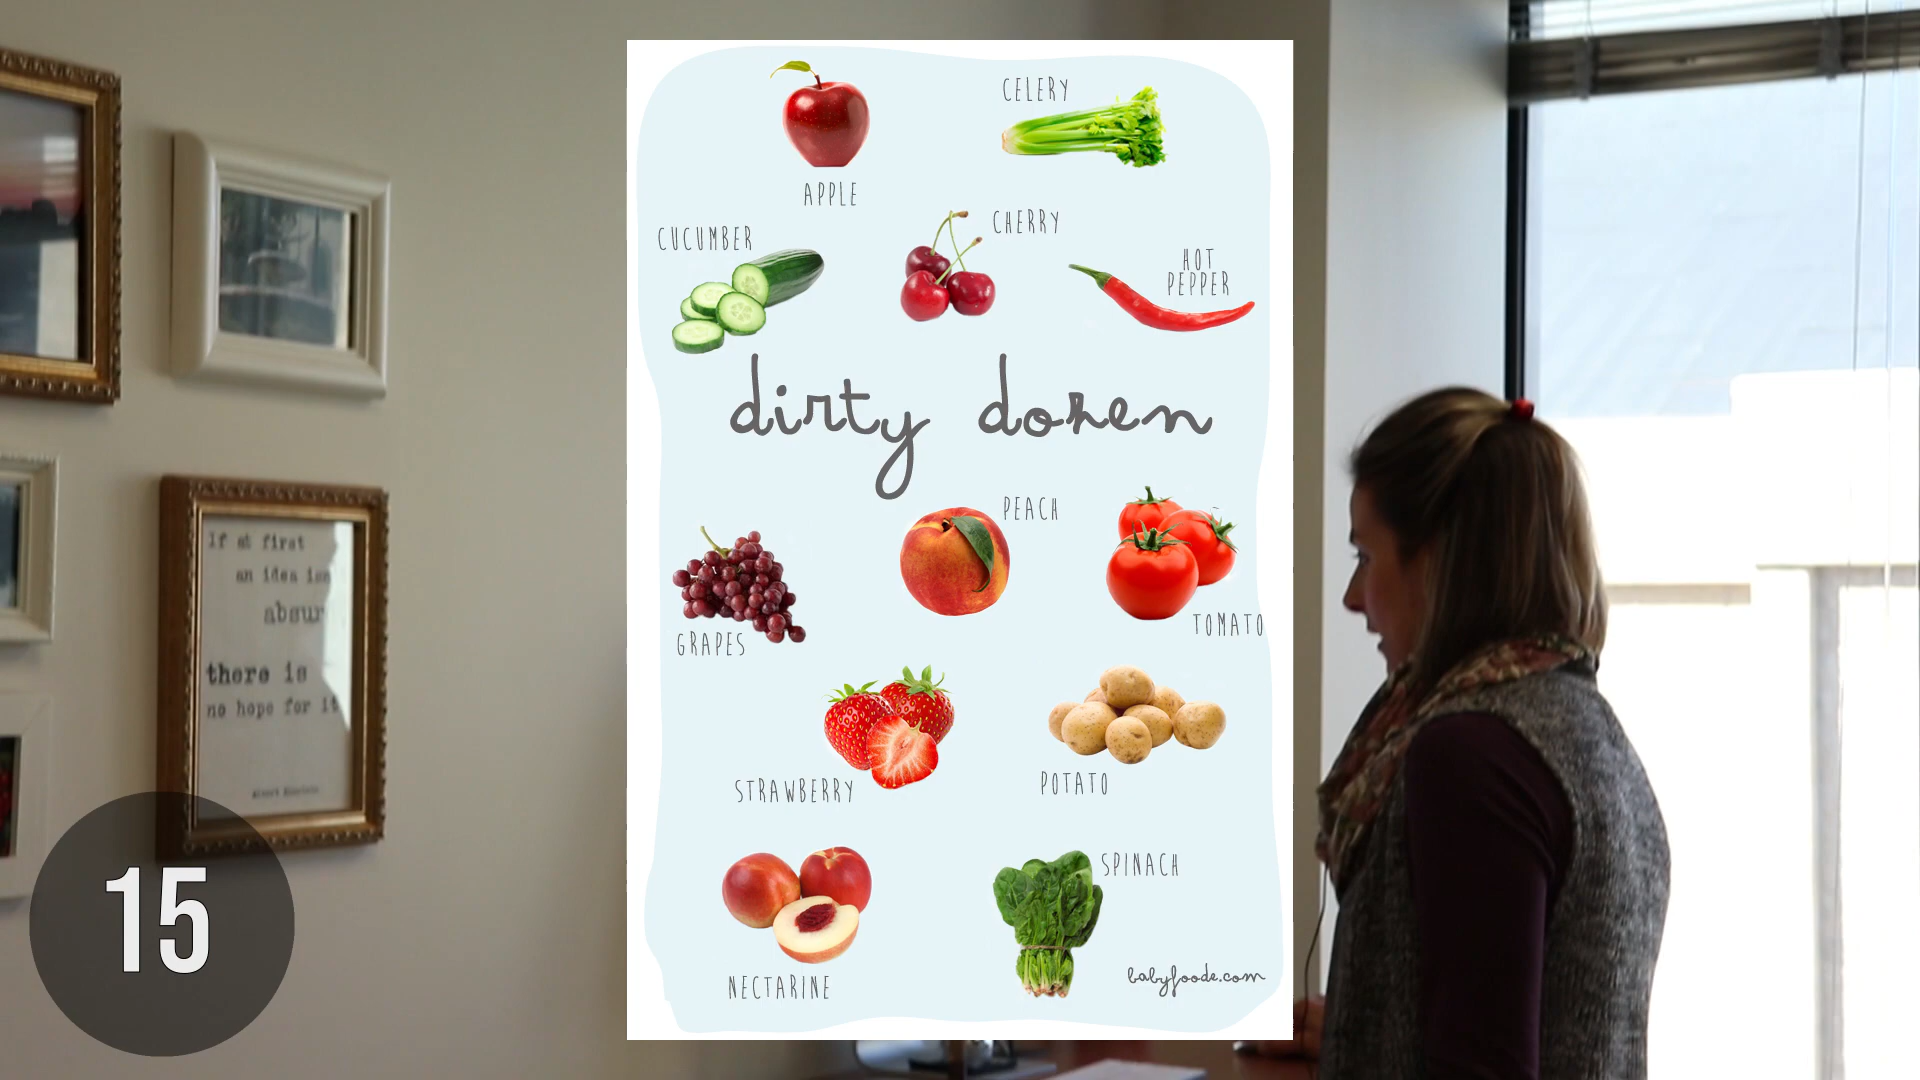 APPLE
CELERY
CUCUMBER
CHERRY
HOT
PEPPER
dirty dozen
GRAPES
PEACH
TOMATO
STRAWBERRY
POTATO
NECTARINE
SPINACH
babyfoode.com
If at first
an idea isn
absur
there is
no hope for it
15